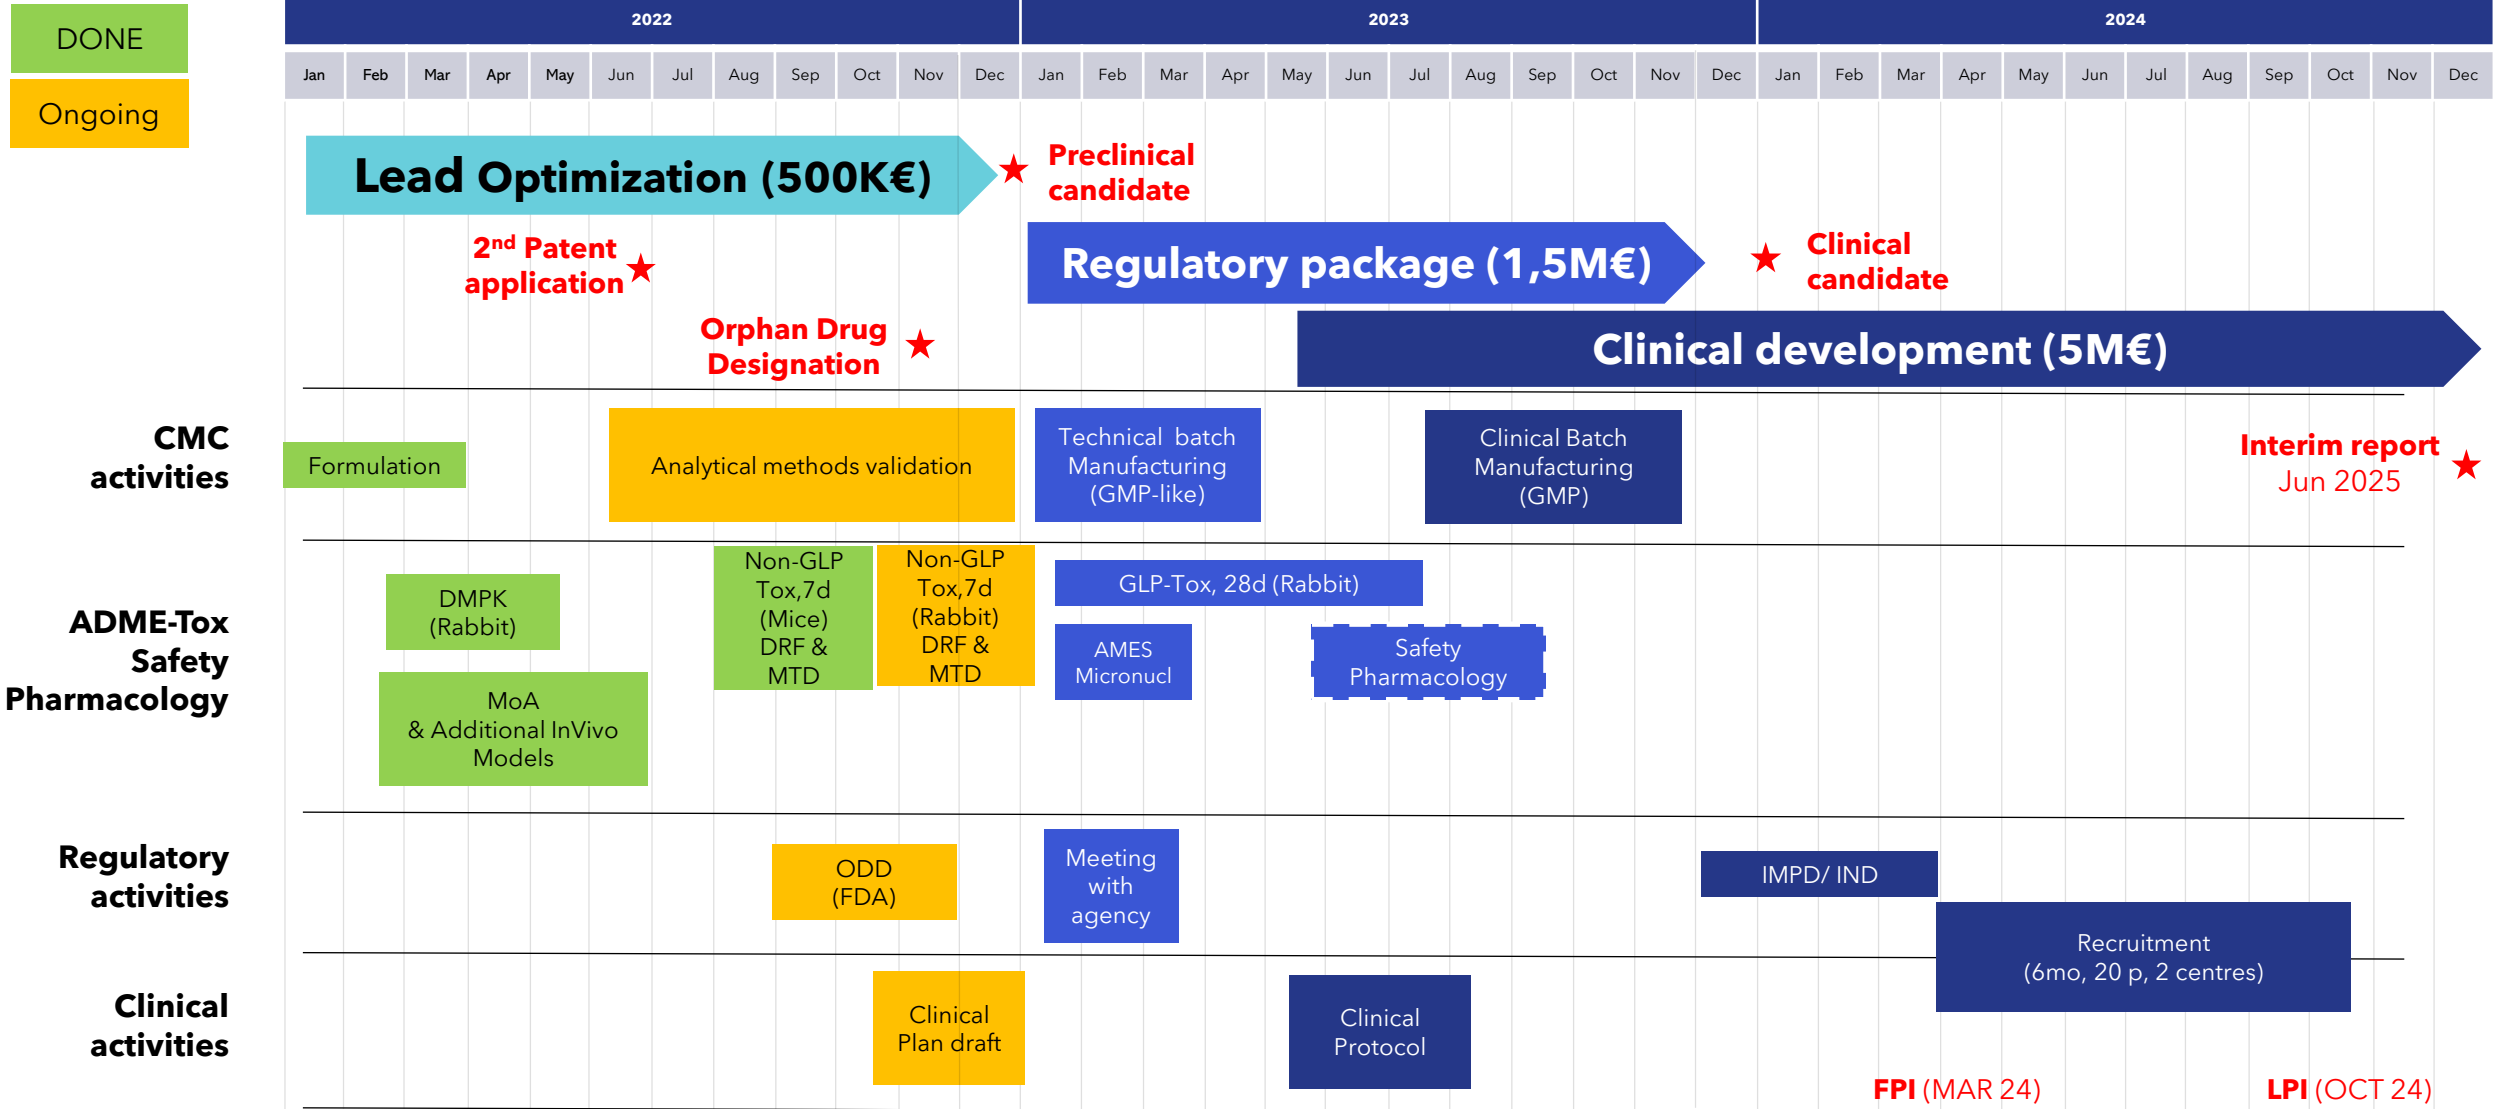 DONE
Ongoing
2022
2023
2024
Jan Feb Mar Apr May Jun Jul Aug Sep Oct Nov Dec Jan Feb Mar Apr May Jun Jul Aug Sep Oct Nov Dec Jan Feb Mar Apr May Jun Jul Aug Sep Oct Nov Dec
Lead Optimization (500K€)
Preclinical
candidate
2nd Patent
application
Regulatory package (1,5M€)
Clinical
candidate
Orphan Drug
Designation
Clinical development (5M€)
CMC
activities
Formulation
Analytical methods validation
Technical batch
Manufacturing
(GMP-like)
Clinical Batch
Manufacturing
(GMP)
Interim report
Jun 2025
ADME-Tox
Safety
Pharmacology
DMPK
(Rabbit)
MoA
& Additional InVivo
Models
Non-GLP
Tox,7d
(Mice)
DRF &
MTD
Non-GLP
Tox,7d
(Rabbit)
DRF &
MTD
GLP-Tox, 28d (Rabbit)
AMES
Micronucl
Safety
Pharmacology
Regulatory
activities
ODD
(FDA)
Meeting
with
agency
IMPD/ IND
Recruitment
(6mo, 20 p, 2 centres)
Clinical
activities
Clinical
Plan draft
Clinical
Protocol
FPI (MAR 24)
LPI (OCT 24)